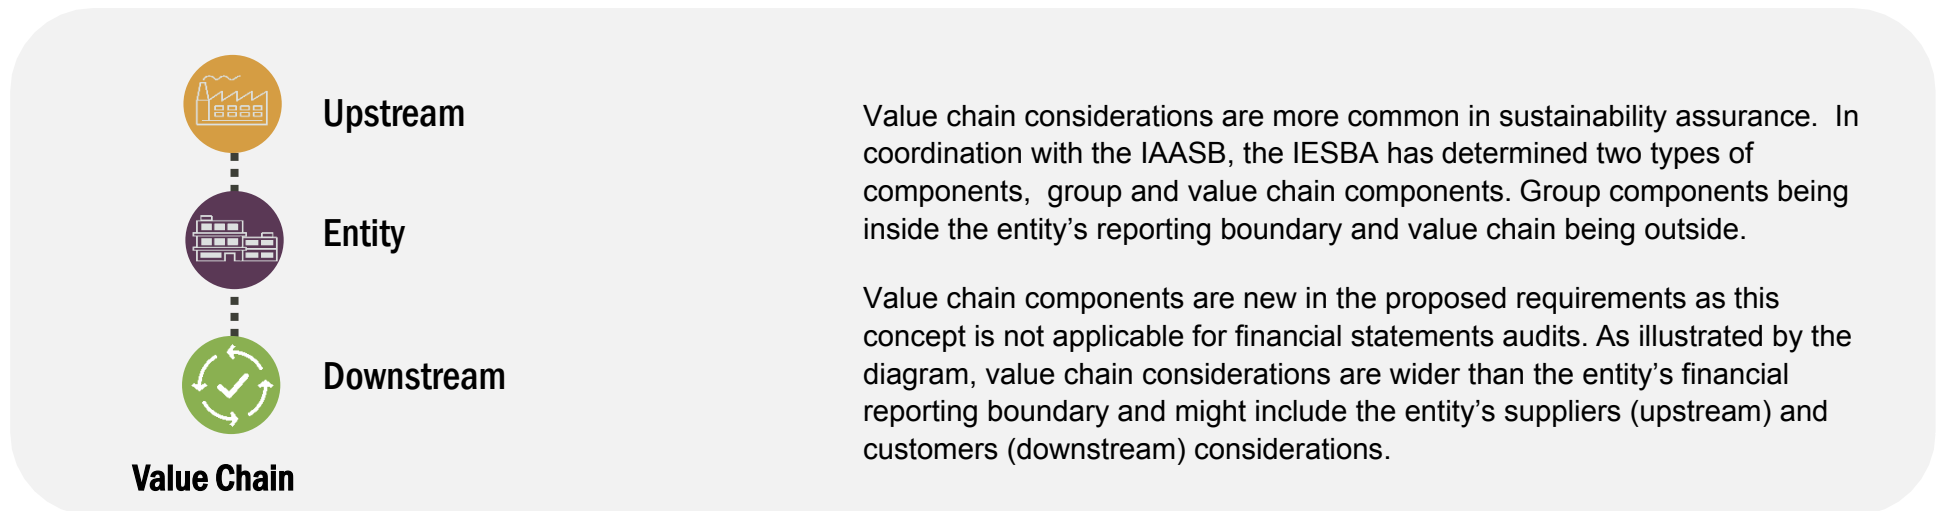 Upstream
Entity
Downstream
Value Chain
Value chain considerations are more common in sustainability assurance.  In
coordination with the IAASB, the IESBA has determined two types of
components,  group and value chain components. Group components being
inside the entity’s reporting boundary and value chain being outside.
Value chain components are new in the proposed requirements as this
concept is not applicable for financial statements audits. As illustrated by the
diagram, value chain considerations are wider than the entity’s financial
reporting boundary and might include the entity’s suppliers (upstream) and
customers (downstream) considerations.